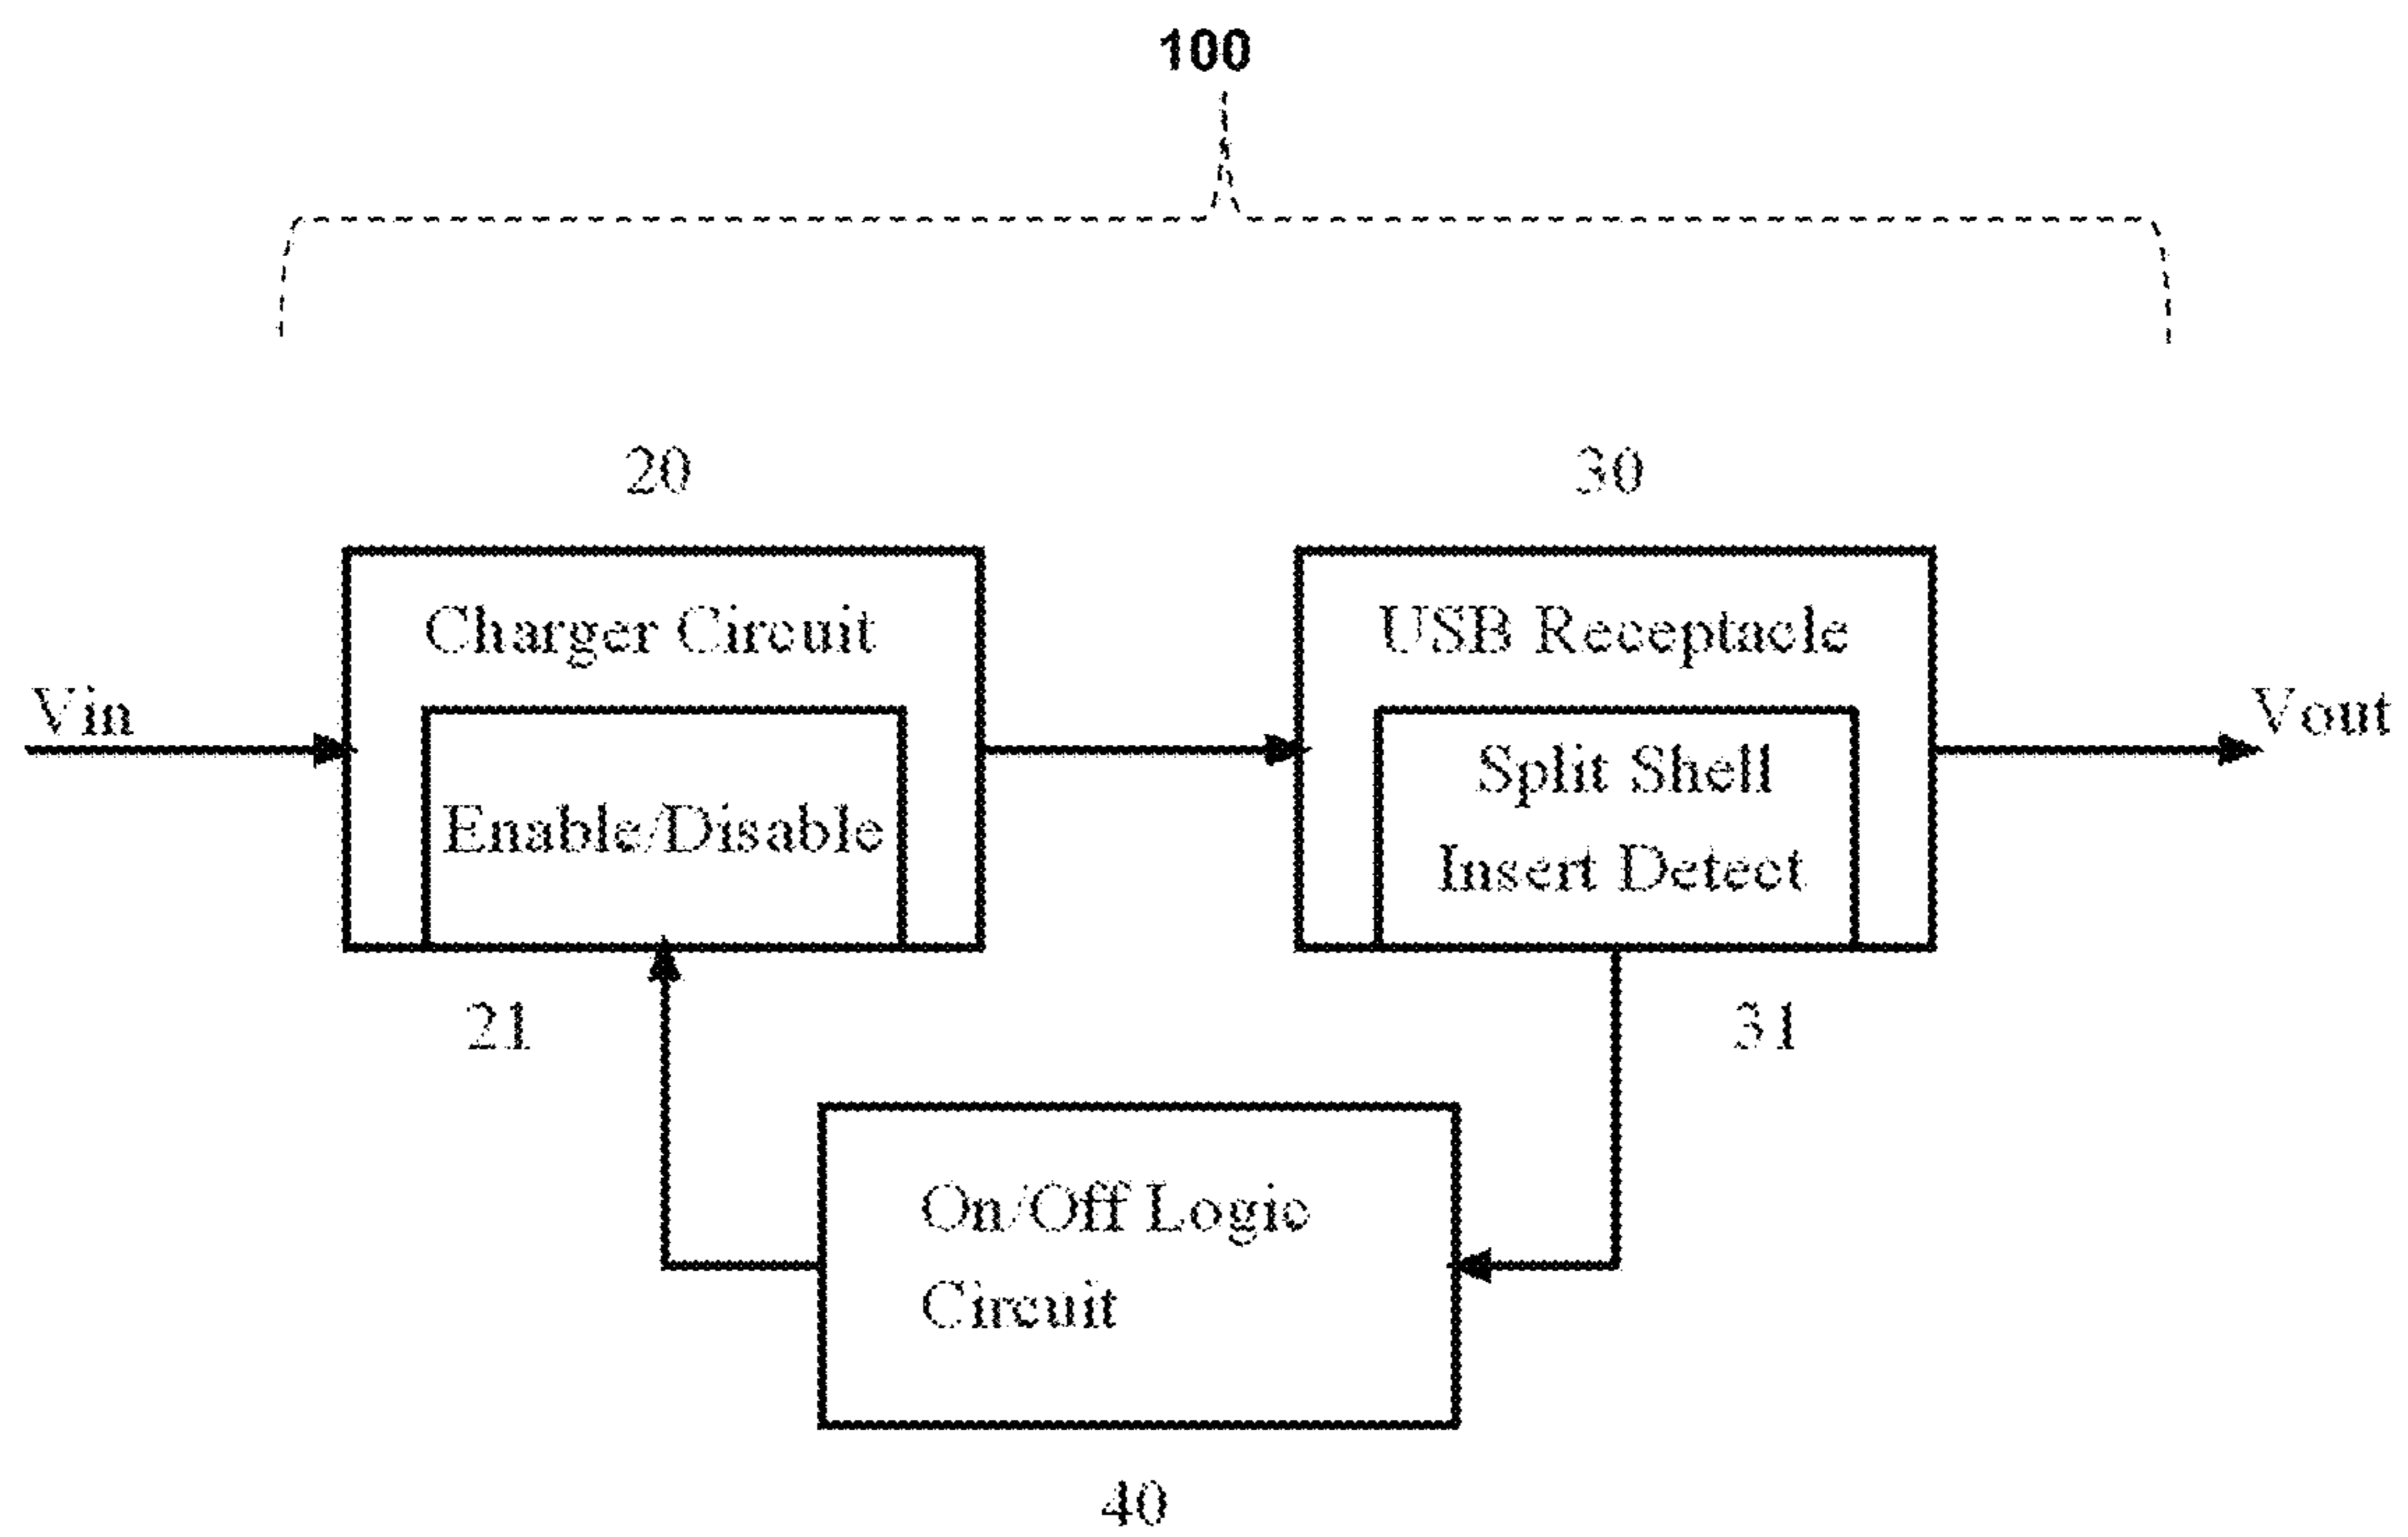 100
20
30
Charger Circuit
USB Receptacle
Vin
Vout
Enable/Disable
Split Shell
Insert Detect
21
31
On/Off Logic
Circuit
40